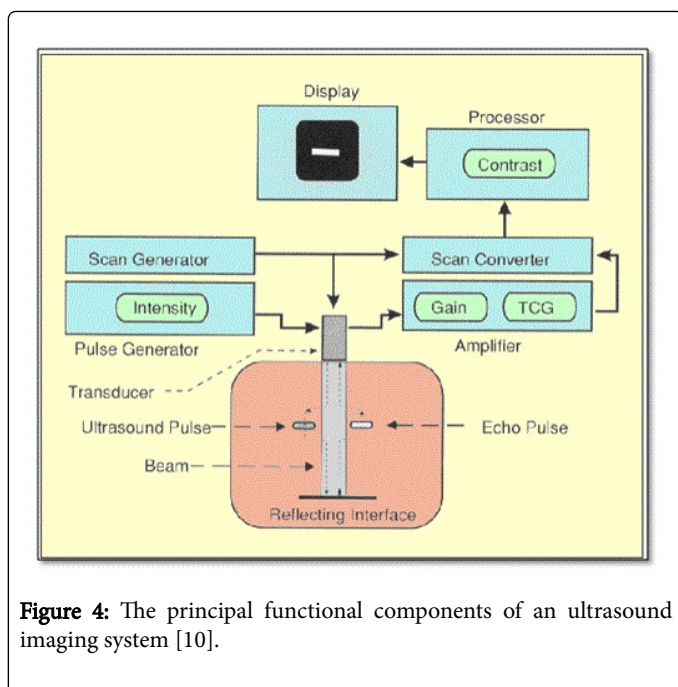 Display
Processor
Contrast
Scan Generator
Scan Converter
Intensity
Gain
TCG
Pulse Generator
Amplifier
Transducer
Ultrasound Pulse
Echo Pulse
Beam
Reflecting Interface
Figure 4: The principal functional components of an ultrasound
imaging system [10].